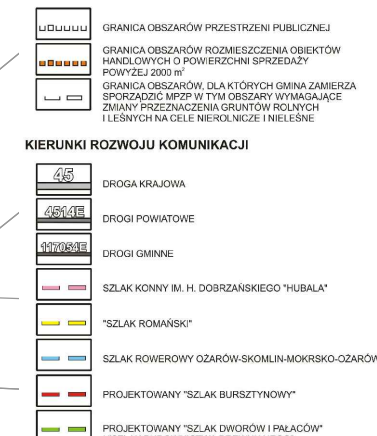 GRANICA OBSZARÓW PRZESTRZENI PUBLICZNEJ
GRANICA OBSZARÓW ROZMIESZCZENIA OBIEKTÓW
HANDLOWYCH O POWIERZCHNI SPRZEDAŻY
POWYŻEJ 2000 m²
GRANICA OBSZARÓW, DLA KTÓRYCH GMINA ZAMIERZA
SPORZĄDZIĆ MPZP W TYM OBSZARY WYMAGAJĄCE
ZMIANY PRZEZNACZENIA GRUNTÓW ROLNYCH
I LEŚNYCH NA CELE NIEROLNICZE I NIELEŚNE
KIERUNKI ROZWOJU KOMUNIKACJI
45
DROGA KRAJOWA
4514E
DROGI POWIATOWE
117054E
DROGI GMINNE
SZLAK KONNY IM. H. DOBRZAŃSKIEGO "HUBALA"
"SZLAK ROMAŃSKI"
SZLAK ROWEROWY OŻARÓW-SKOMLIN-MOKRSKO-OŻARÓW
PROJEKTOWANY "SZLAK BURSZTYNOWY"
PROJEKTOWANY "SZLAK DWORÓW I PAŁACÓW"